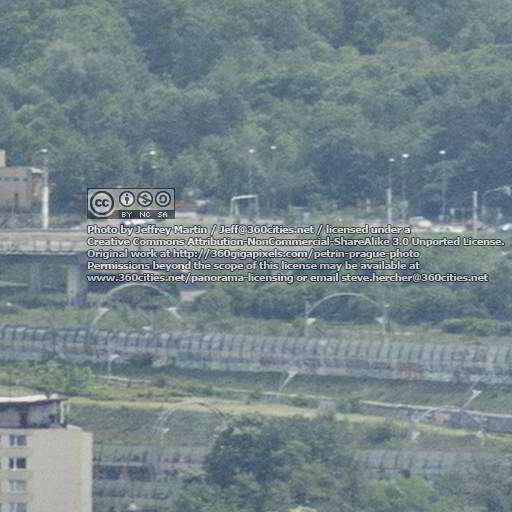 cc BY NC SA
Photo by Jeffrey Martin / Jeff@360cities.net / licensed under a
Creative Commons Attribution-NonCommercial-ShareAlike 3.0 Unported License.
Original work at http://360gigapixels.com/petrin-prague-photo
Permissions beyond the scope of this license may be available at
www.360cities.net/panorama-licensing or email steve.hercher@360cities.net